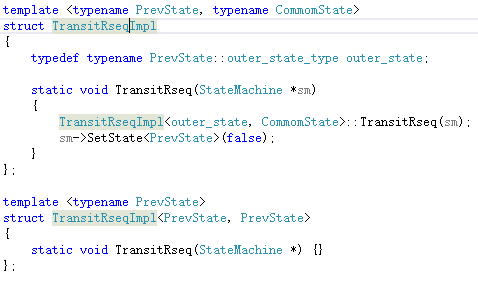 template <typename PrevState, typename CommomState>
struct TransitRseqImpl
{
    typedef typename PrevState::outer_state_type outer_state;

    static void TransitRseq(StateMachine *sm)
    {
        TransitRseqImpl<outer_state, CommomState>::TransitRseq(sm);
        sm->SetState<PrevState>(false);
    }
};

template <typename PrevState>
struct TransitRseqImpl<PrevState, PrevState>
{
    static void TransitRseq(StateMachine *) {}
};